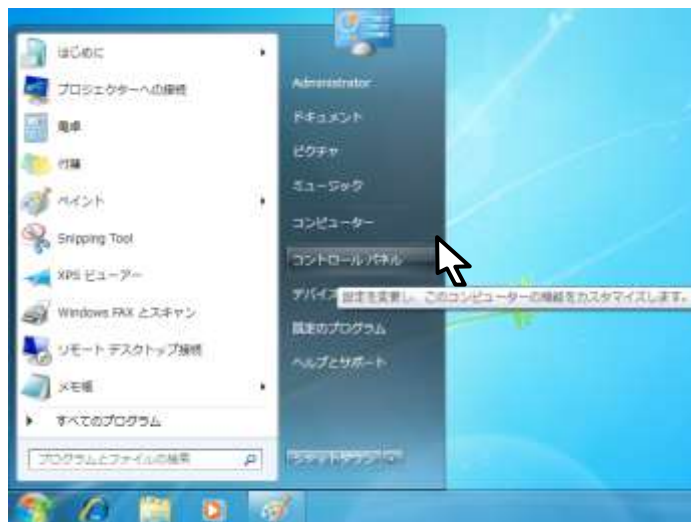 はじめに
プロジェクターへの接続
電卓
付箋
ペイント
Snipping Tool
XPS ビューアー
Windows FAX とスキャン
リモート デスクトップ接続
メモ帳
すべてのプログラム
プログラムとファイルの検索
Administrator
ドキュメント
ピクチャ
ミュージック
コンピューター
コントロール パネル
デバイス
設定を変更し、このコンピューターの機能をカスタマイズします。
既定のプログラム
ヘルプとサポート
シャットダウン